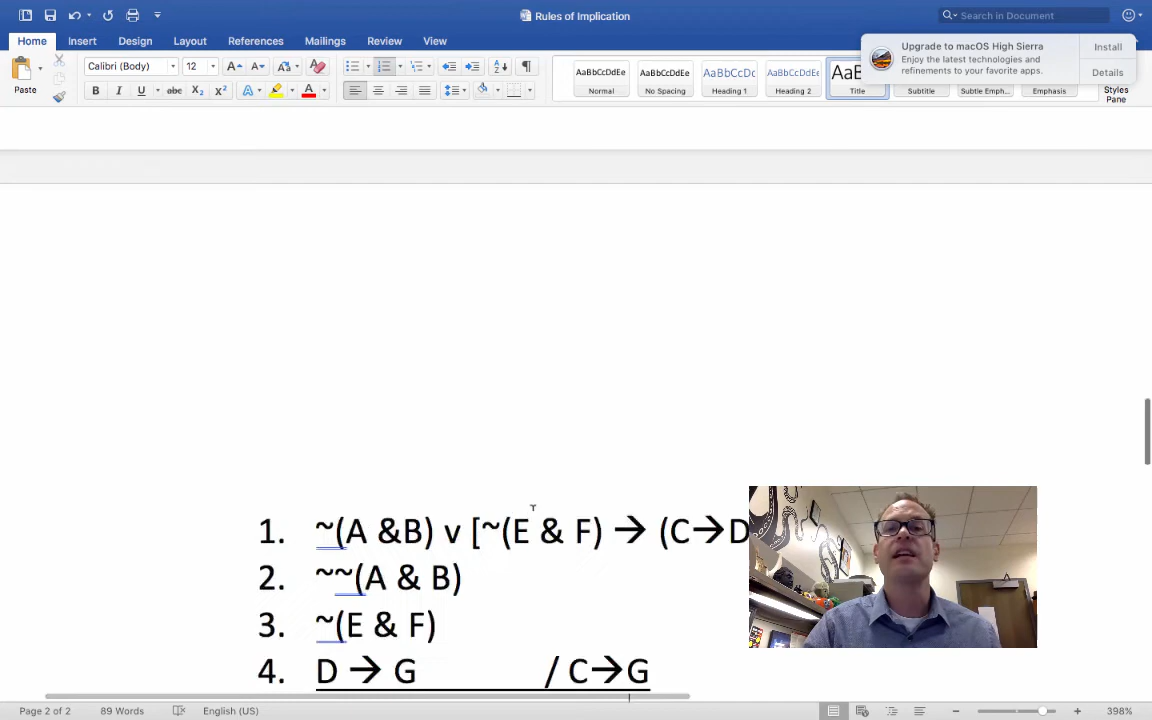 Rules of Implication
Search in Document
Home Insert Design Layout References Mailings Review View
Upgrade to macOS High Sierra
Enjoy the latest technologies and
refinements to your favorite apps.
Install
Details
Paste
Calibri (Body) 12
B I U abc X₂ X² A A
AaBbCcDdEe AaBbCcDdEe AaBbCcDc AaBbCcDdEe AaB
Normal No Spacing Heading 1 Heading 2 Title Subtitle Subtle Emph... Emphasis
Styles
Pane
1. ~(A &B) v [~(E & F) → (C→D
2. ~~(A & B)
3. ~(E & F)
4. D → G / C→G
Page 2 of 2 89 Words English (US) 398%